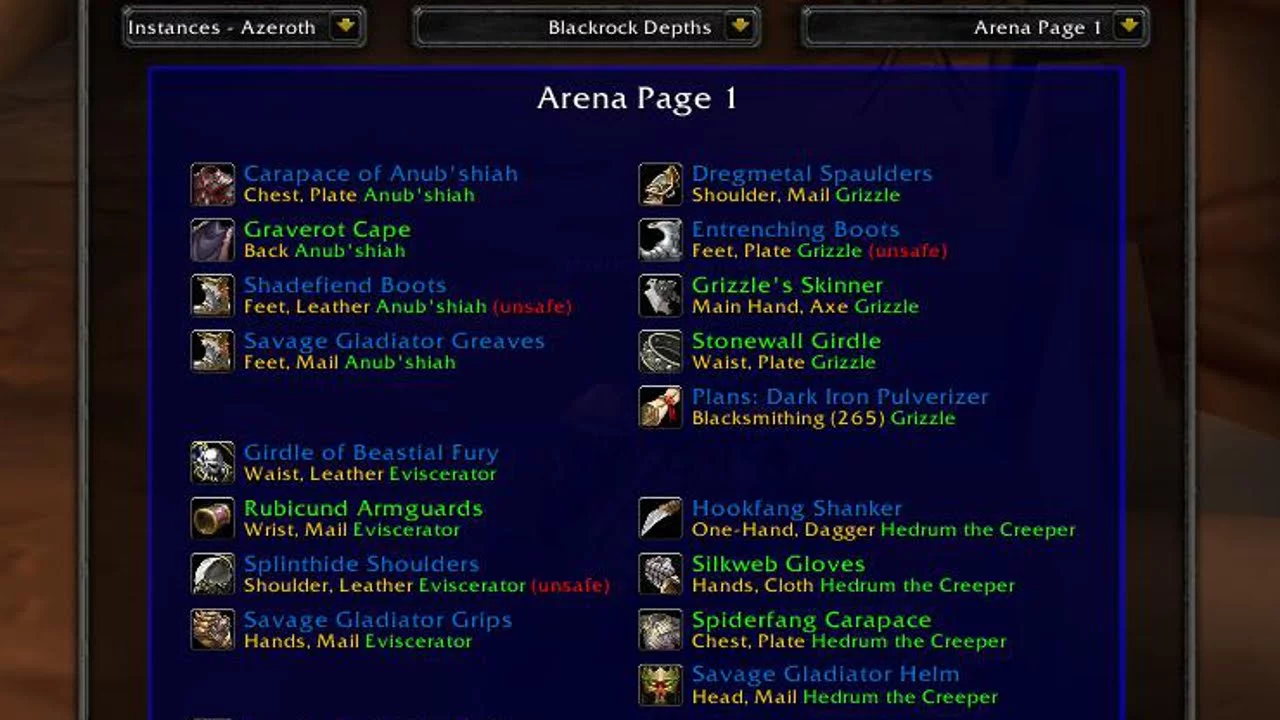 Instances - Azeroth
Blackrock Depths
Arena Page 1
Arena Page 1
Carapace of Anub'shiah
Chest, Plate Anub'shiah
Graverot Cape
Back Anub'shiah
Shadefiend Boots
Feet, Leather Anub'shiah (unsafe)
Savage Gladiator Greaves
Feet, Mail Anub'shiah
Girdle of Beastial Fury
Waist, Leather Eviscerator
Rubicund Armguards
Wrist, Mail Eviscerator
Splinthide Shoulders
Shoulder, Leather Eviscerator (unsafe)
Savage Gladiator Grips
Hands, Mail Eviscerator
Dregmetal Spaulders
Shoulder, Mail Grizzle
Entrenching Boots
Feet, Plate Grizzle (unsafe)
Grizzle's Skinner
Main Hand, Axe Grizzle
Stonewall Girdle
Waist, Plate Grizzle
Plans: Dark Iron Pulverizer
Blacksmithing (265) Grizzle
Hookfang Shanker
One-Hand, Dagger Hedrum the Creeper
Silkweb Gloves
Hands, Cloth Hedrum the Creeper
Spiderfang Carapace
Chest, Plate Hedrum the Creeper
Savage Gladiator Helm
Head, Mail Hedrum the Creeper